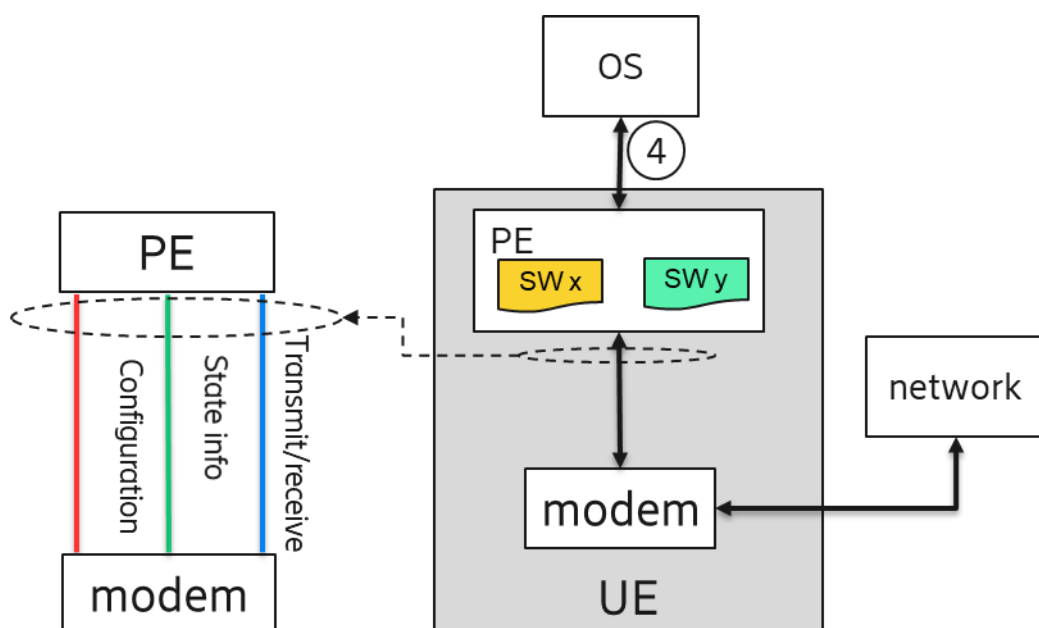 OS
4
PE
SW x
SW y
PE
Configuration
State info
Transmit/receive
modem
network
modem
UE